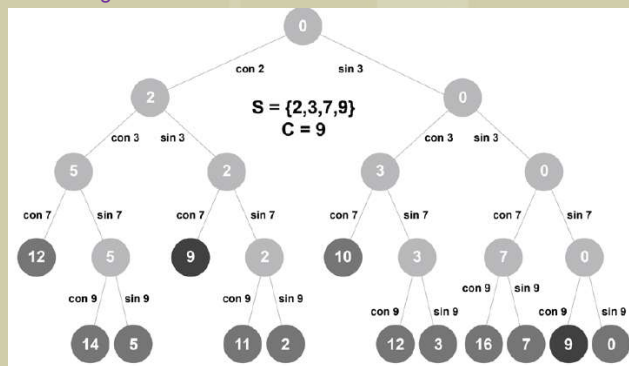 0
con 2 sin 3
2 0
S = {2,3,7,9}
C = 9
con 3 sin 3 con 3 sin 3
5 2 3 0
con 7 sin 7 con 7 sin 7 con 7 sin 7 con 7 sin 7
12 5 9 2 10 3 7 0
con 9 sin 9 con 9 sin 9 con 9 sin 9 con 9 sin 9 con 9 sin 9
14 5 11 2 12 3 16 7 9 0